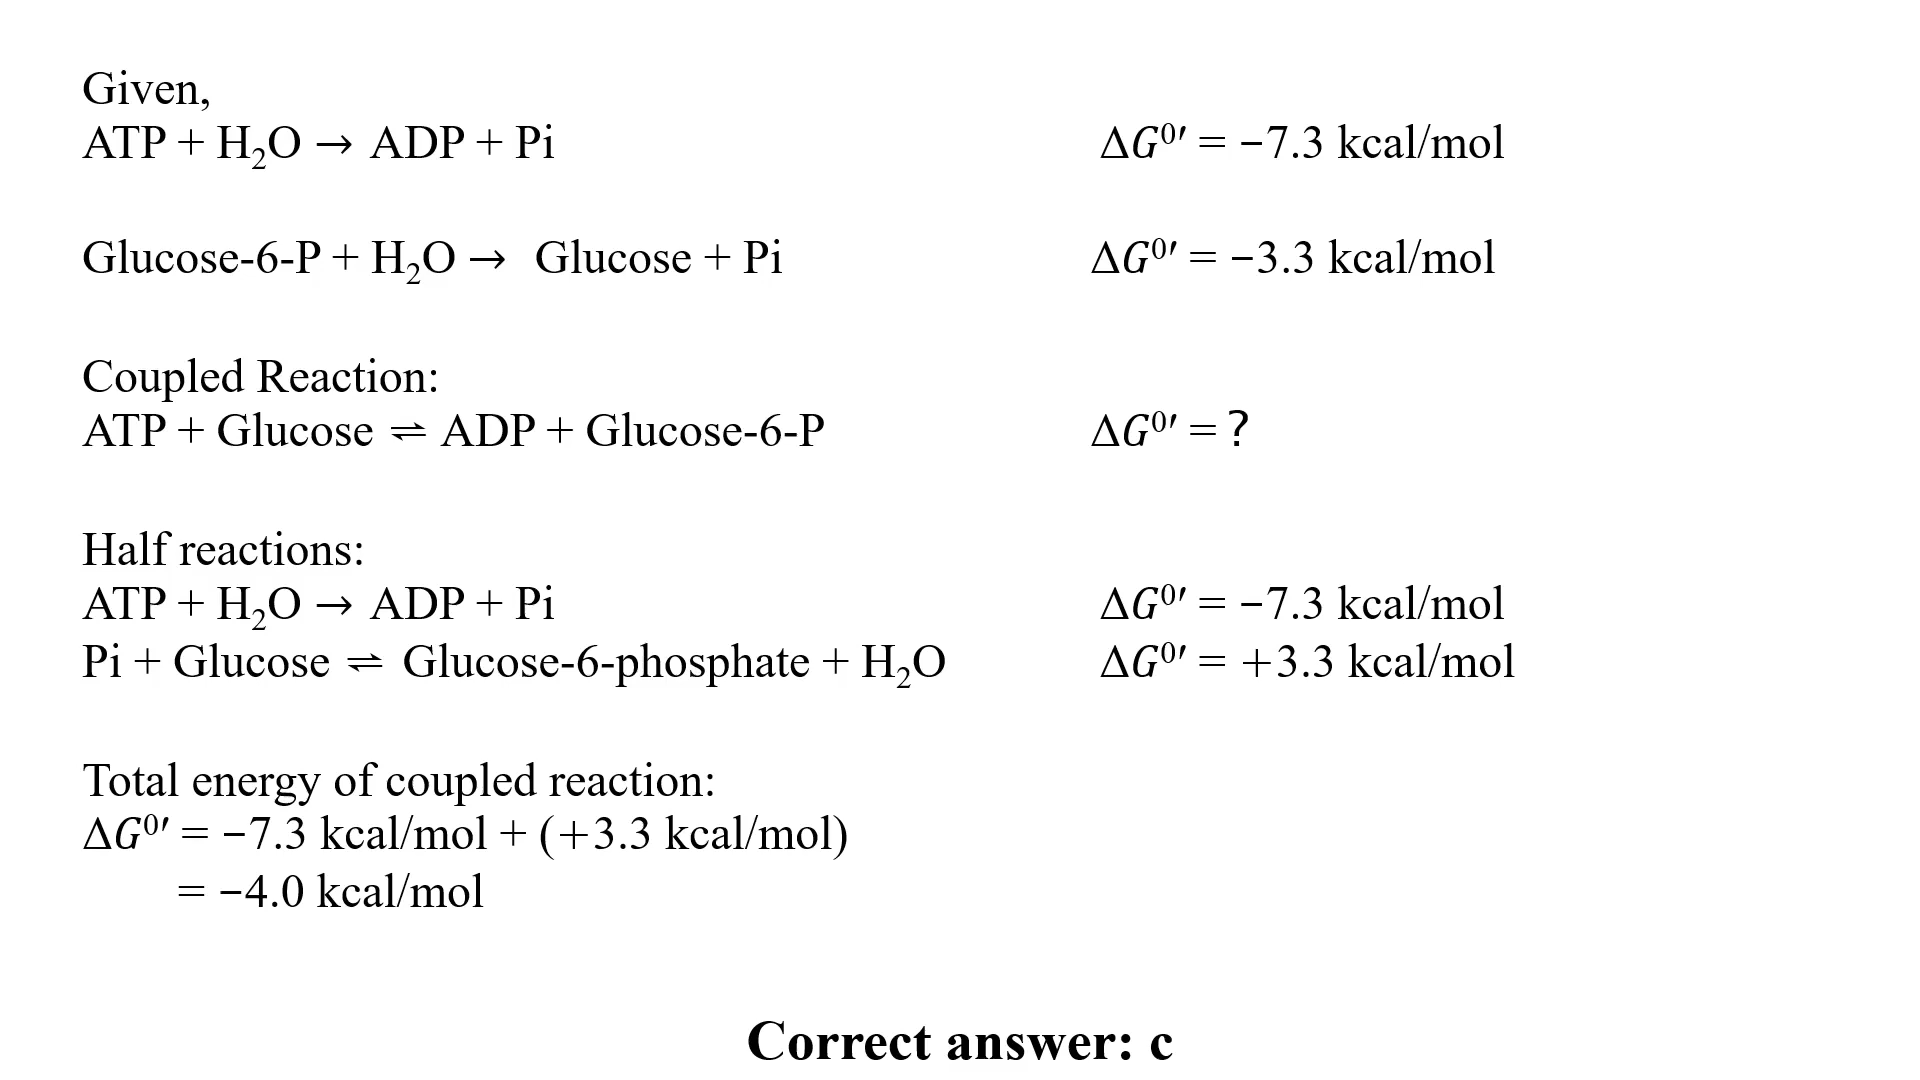 Given,
ATP + H₂O → ADP + Pi ΔG⁰′ = −7.3 kcal/mol
Glucose-6-P + H₂O → Glucose + Pi ΔG⁰′ = −3.3 kcal/mol
Coupled Reaction:
ATP + Glucose ⇌ ADP + Glucose-6-P ΔG⁰′ = ?
Half reactions:
ATP + H₂O → ADP + Pi ΔG⁰′ = −7.3 kcal/mol
Pi + Glucose ⇌ Glucose-6-phosphate + H₂O ΔG⁰′ = +3.3 kcal/mol
Total energy of coupled reaction:
ΔG⁰′ = −7.3 kcal/mol + (+3.3 kcal/mol)
= −4.0 kcal/mol
Correct answer: c